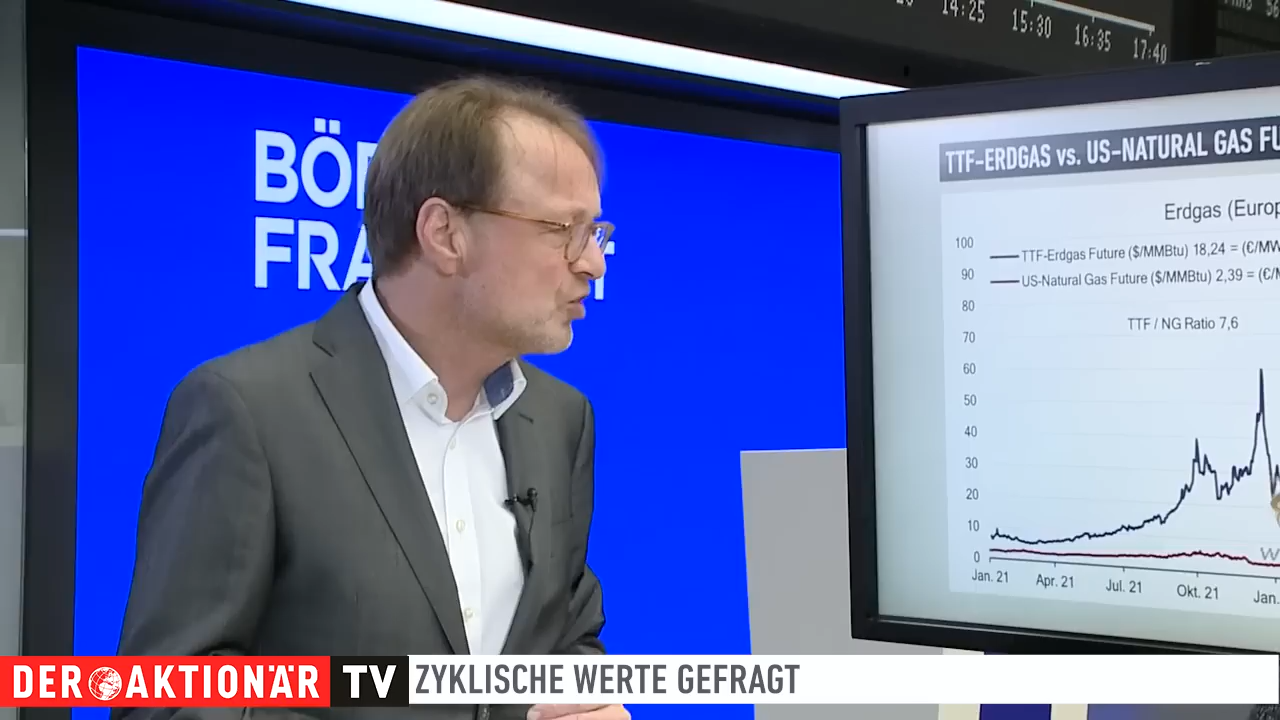 14:25 15:30 16:35 17:40
BÖ
FRA
TTF-ERDGAS vs. US-NATURAL GAS FU
Erdgas (Europ
TTF-Erdgas Future ($/MMBtu) 18,24 = (€/MW
US-Natural Gas Future ($/MMBtu) 2,39 = (€/M
TTF / NG Ratio 7,6
100
90
80
70
60
50
40
30
20
10
0
W
Jan. 21 Apr. 21 Jul. 21 Okt. 21 Jan.
DER AKTIONÄR TV ZYKLISCHE WERTE GEFRAGT